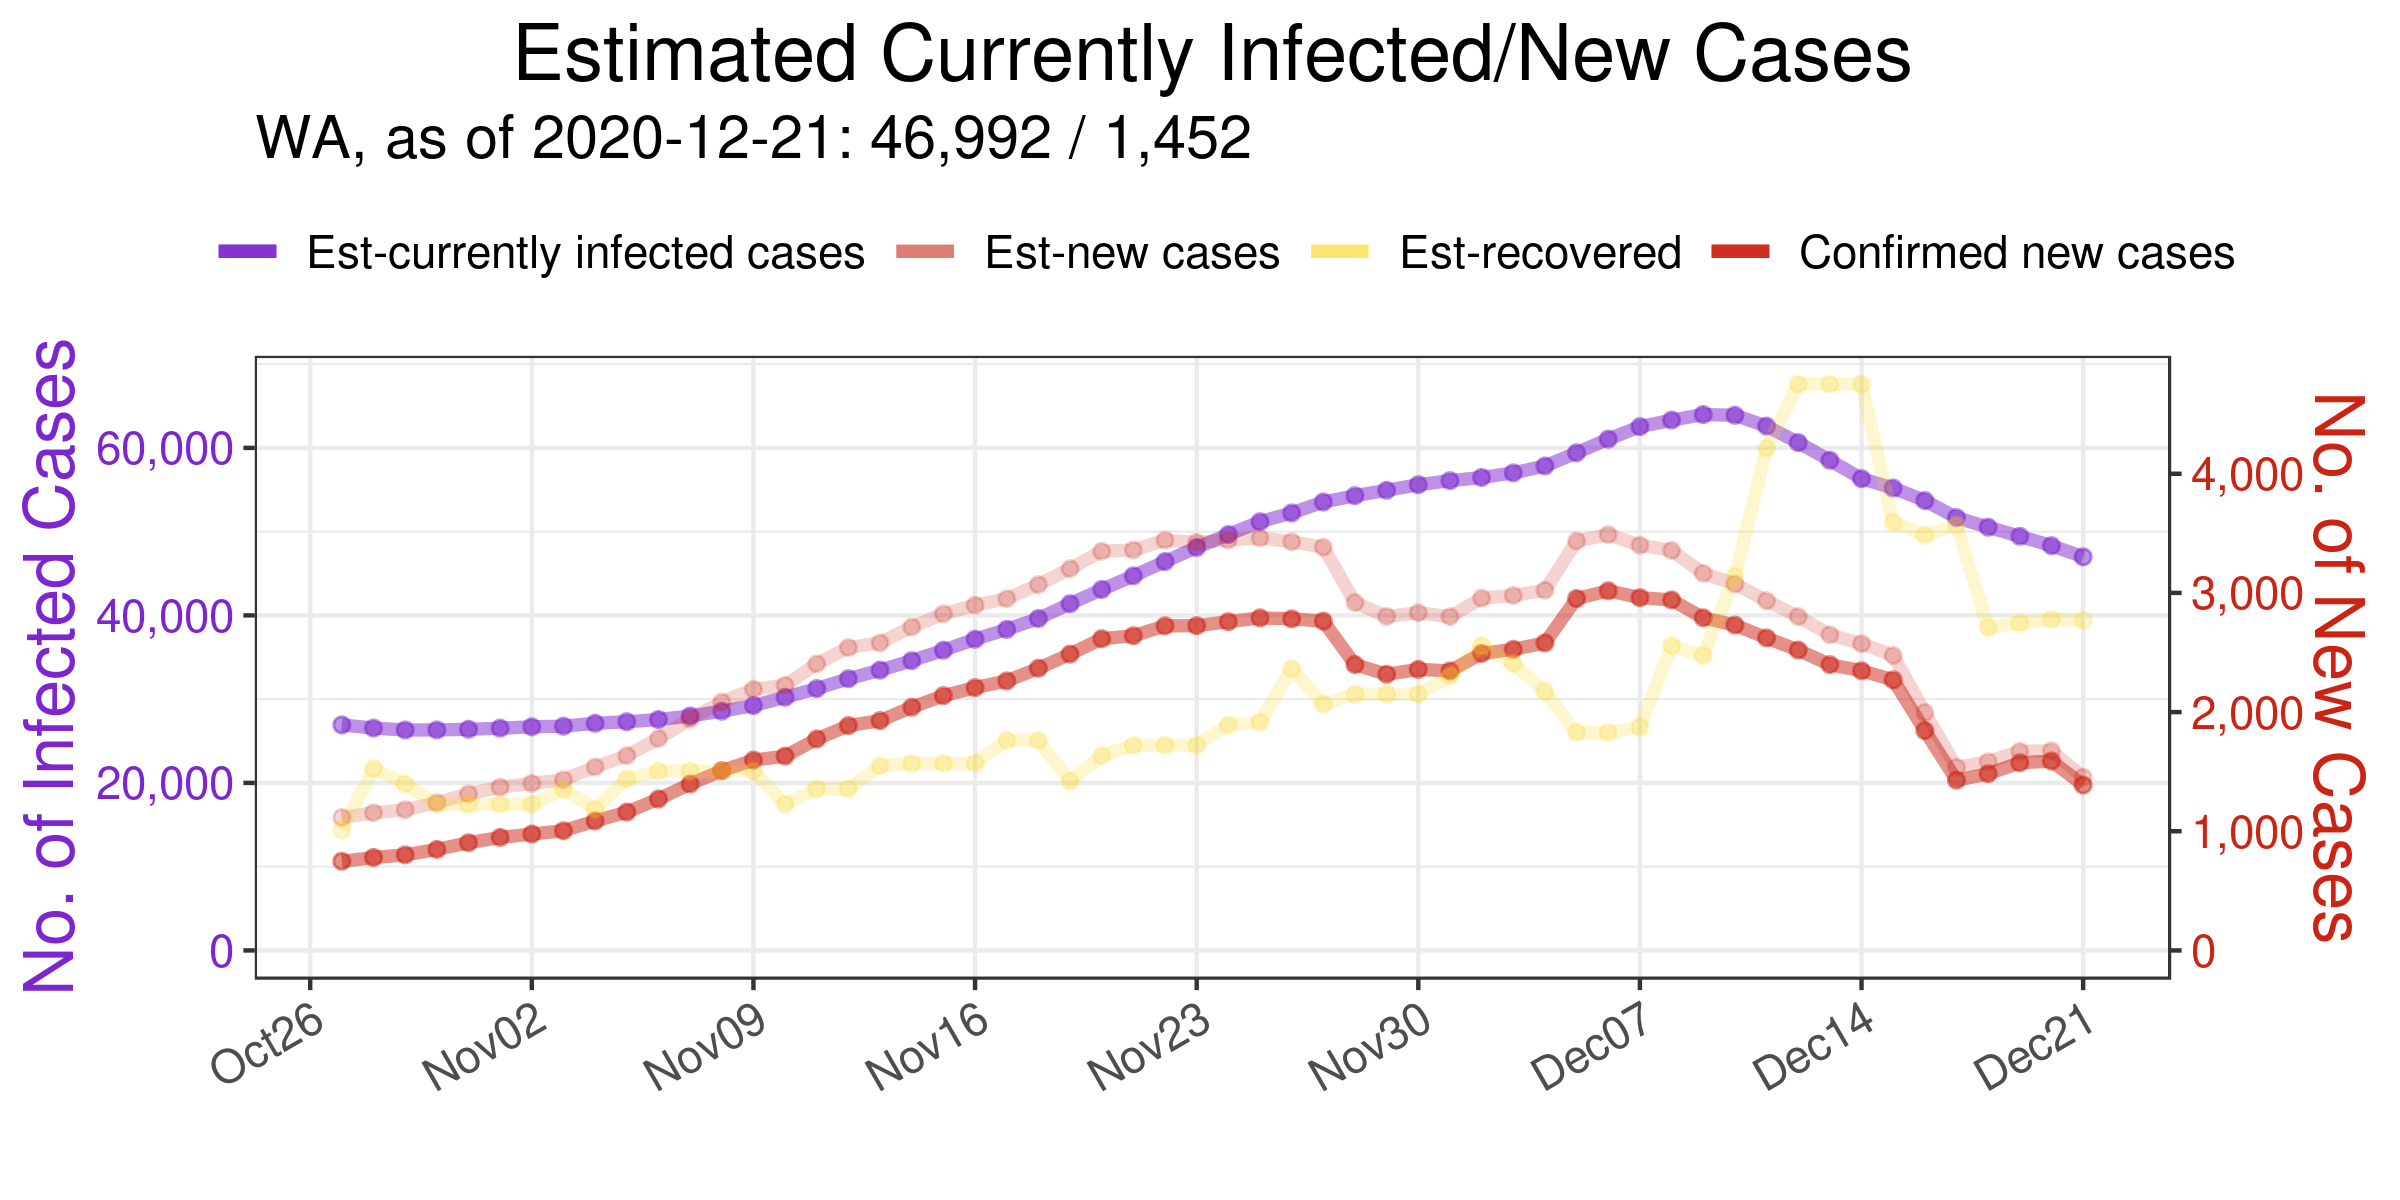 Estimated Currently Infected/New Cases
WA, as of 2020-12-21: 46,992 / 1,452
Est-currently infected cases
Est-new cases
Est-recovered
Confirmed new cases
No. of Infected Cases
60,000
40,000
20,000
0
4,000
3,000
2,000
1,000
0
No. of New Cases
Oct26
Nov02
Nov09
Nov16
Nov23
Nov30
Dec07
Dec14
Dec21